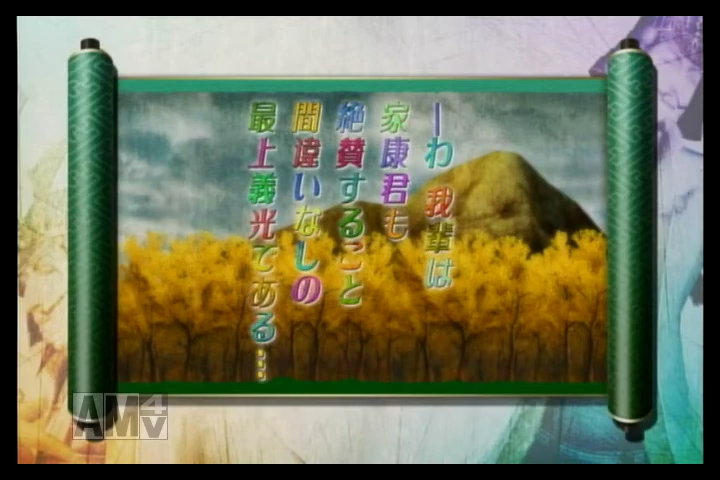 ーわ 我輩は
家康君も
絶賛すること
間違いなしの
最上義光である…
AMV4